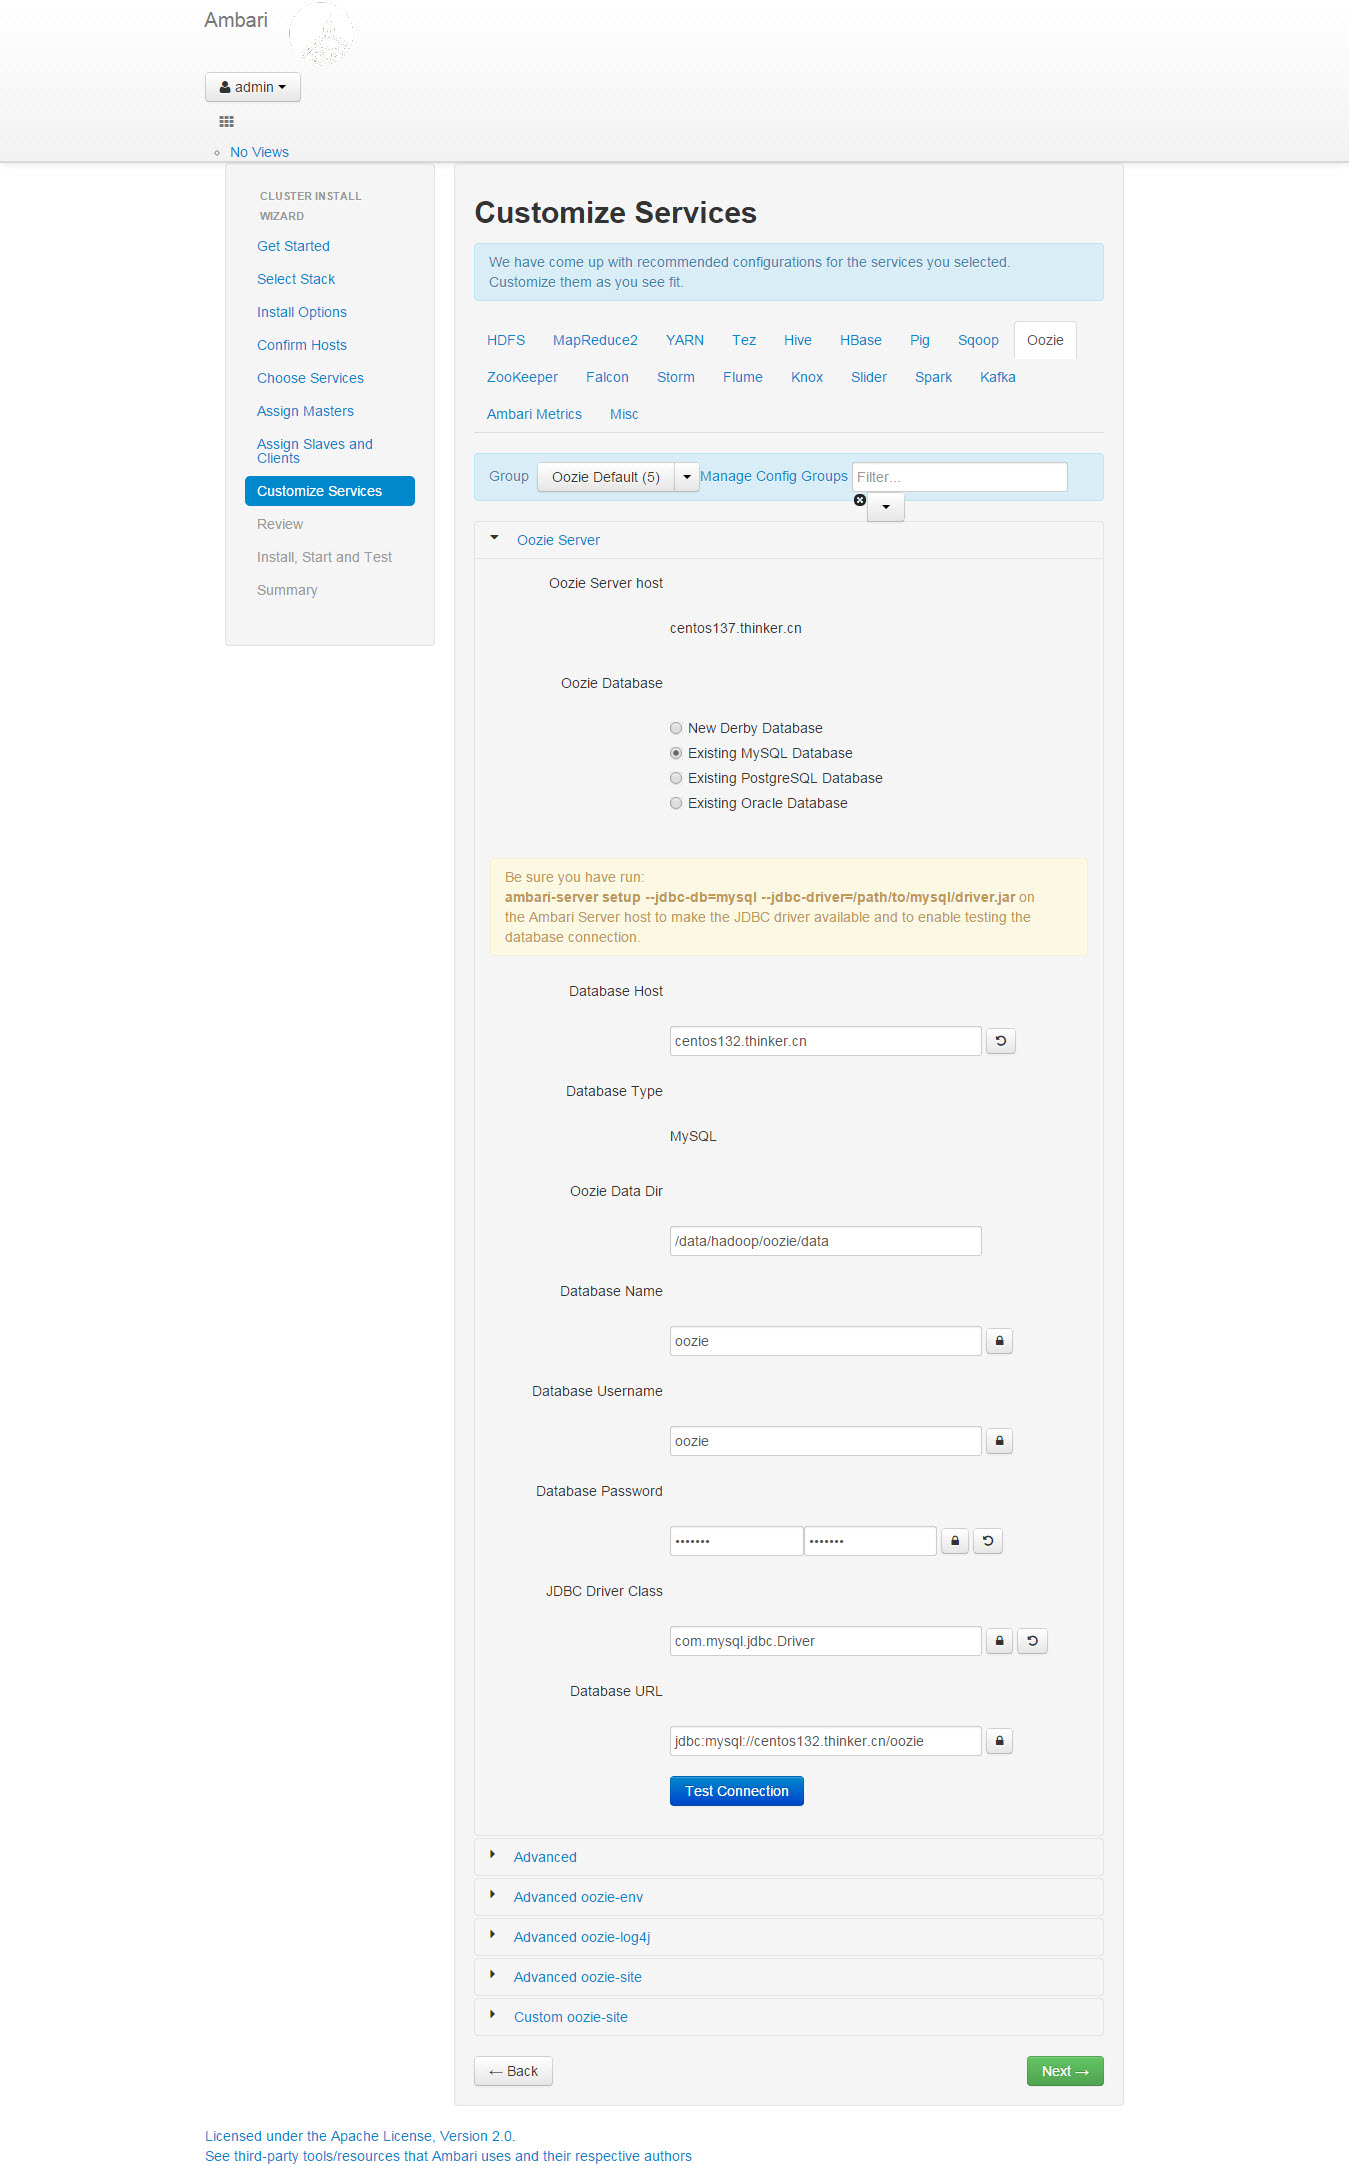 Ambari
admin
No Views
CLUSTER INSTALL
WIZARD
Get Started
Select Stack
Install Options
Confirm Hosts
Choose Services
Assign Masters
Assign Slaves and
Clients
Customize Services
Review
Install, Start and Test
Summary
Customize Services
We have come up with recommended configurations for the services you selected.
Customize them as you see fit.
HDFS MapReduce2 YARN Tez Hive HBase Pig Sqoop Oozie
ZooKeeper Falcon Storm Flume Knox Slider Spark Kafka
Ambari Metrics Misc
Group Oozie Default (5) Manage Config Groups Filter...
Oozie Server
Oozie Server host
centos137.thinker.cn
Oozie Database
New Derby Database
Existing MySQL Database
Existing PostgreSQL Database
Existing Oracle Database
Be sure you have run:
ambari-server setup --jdbc-db=mysql --jdbc-driver=/path/to/mysql/driver.jar on
the Ambari Server host to make the JDBC driver available and to enable testing the
database connection.
Database Host
centos132.thinker.cn
Database Type
MySQL
Oozie Data Dir
/data/hadoop/oozie/data
Database Name
oozie
Database Username
oozie
Database Password
••••••• •••••••
JDBC Driver Class
com.mysql.jdbc.Driver
Database URL
jdbc:mysql://centos132.thinker.cn/oozie
Test Connection
Advanced
Advanced oozie-env
Advanced oozie-log4j
Advanced oozie-site
Custom oozie-site
← Back Next →
Licensed under the Apache License, Version 2.0.
See third-party tools/resources that Ambari uses and their respective authors